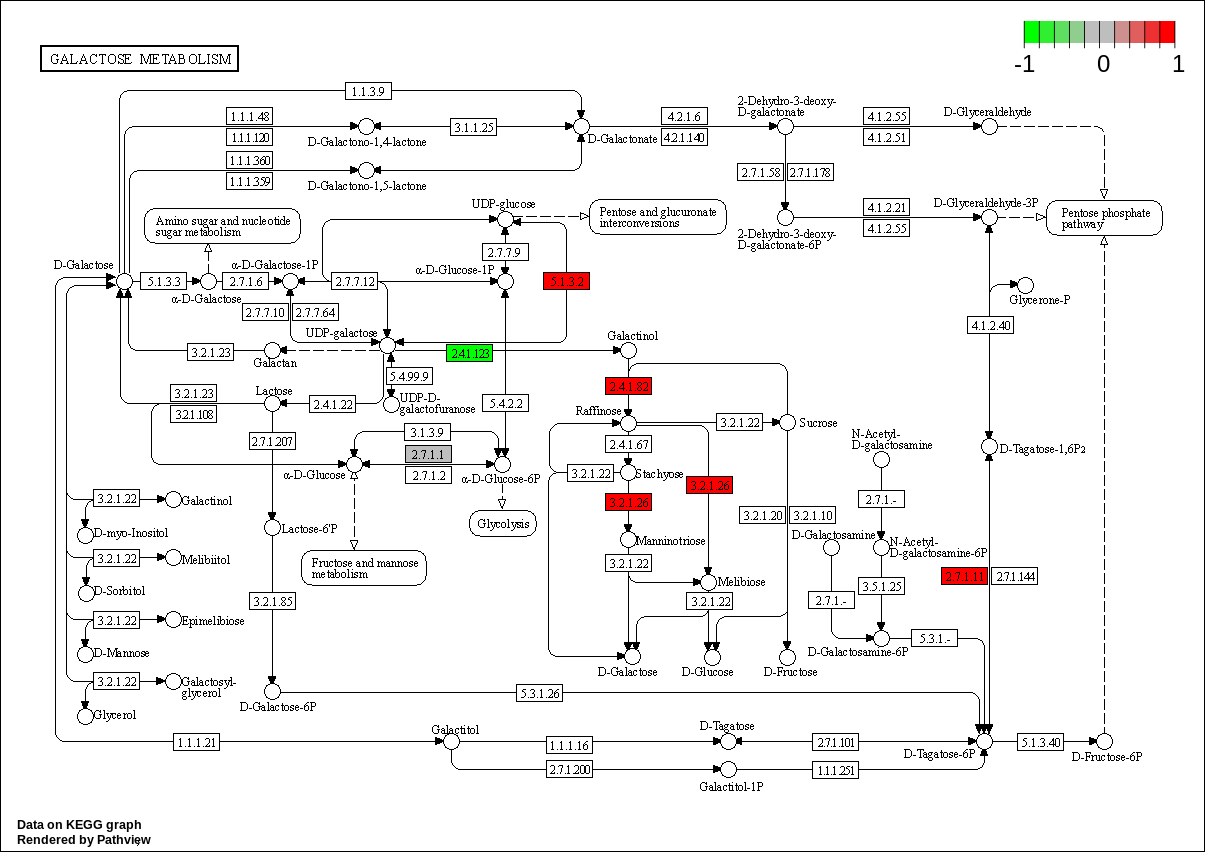 GALACTOSE METABOLISM
-1
0
1
1.1.3.9
1.1.1.48
1.1.1.120
D-Galactono-1,4-lactone
3.1.1.25
D-Galactonate
4.2.1.6
4.2.1.140
2-Dehydro-3-deoxy-
D-galactonate
4.1.2.55
4.1.2.51
D-Glyceraldehyde
1.1.1.360
1.1.1.359
D-Galactono-1,5-lactone
2.7.1.58
2.7.1.178
Amino sugar and nucleotide
sugar metabolism
UDP-glucose
Pentose and glucuronate
interconversions
4.1.2.21
4.1.2.55
2-Dehydro-3-deoxy-
D-galactonate-6P
D-Glyceraldehyde-3P
Pentose phosphate
pathway
2.7.7.9
D-Galactose
5.1.3.3
α-D-Galactose
2.7.1.6
α-D-Galactose-1P
2.7.7.12
α-D-Glucose-1P
5.1.3.2
Glycerone-P
2.7.7.10
2.7.7.64
4.1.2.40
UDP-galactose
3.2.1.23
Galactan
2.4.1.123
Galactinol
5.4.99.9
2.4.1.82
3.2.1.23
3.2.1.108
Lactose
2.4.1.22
UDP-D-
galactofuranose
5.4.2.2
Raffinose
3.2.1.22
Sucrose
2.7.1.207
3.1.3.9
2.7.1.1
2.7.1.2
α-D-Glucose
α-D-Glucose-6P
2.4.1.67
3.2.1.22
Stachyose
3.2.1.26
3.2.1.26
N-Acetyl-
D-galactosamine
D-Tagatose-1,6P2
2.7.1.-
3.2.1.22
Galactinol
D-myo-Inositol
Lactose-6'P
Glycolysis
3.2.1.20
3.2.1.10
Manninotriose
D-Galactosamine
N-Acetyl-
D-galactosamine-6P
3.2.1.22
Melibiitol
D-Sorbitol
Fructose and mannose
metabolism
3.2.1.22
Melibiose
3.2.1.22
2.7.1.11
2.7.1.144
3.5.1.25
2.7.1.-
3.2.1.85
3.2.1.22
Epimelibiose
D-Mannose
5.3.1.-
D-Galactosamine-6P
D-Galactose
D-Glucose
D-Fructose
3.2.1.22
Galactosyl-
glycerol
Glycerol
D-Galactose-6P
5.3.1.26
1.1.1.21
Galactitol
1.1.1.16
D-Tagatose
2.7.1.101
D-Tagatose-6P
5.1.3.40
D-Fructose-6P
2.7.1.200
Galactitol-1P
1.1.1.251
Data on KEGG graph
Rendered by Pathview